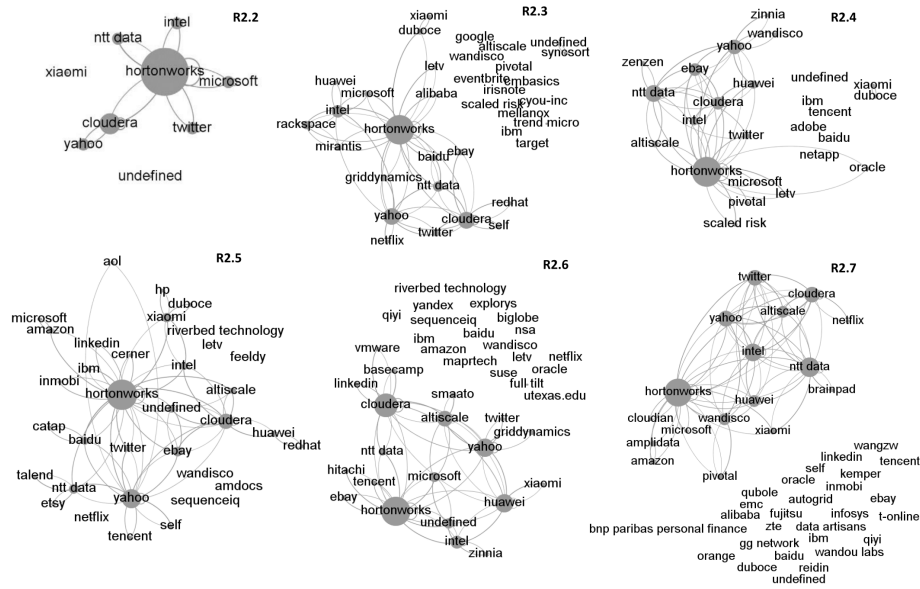 R2.2
intel
ntt data
xiaomi
hortonworks
microsoft
cloudera
twitter
yahoo
undefined
R2.3
xiaomi
duboce
google
altiscale
undefined
wandisco
syncsort
letv
pivotal
eventbrite
embasics
huawei
microsoft
alibaba
irisnote
intel
scaled risk
cyou-inc
mellanox
rackspace
hortonworks
trend micro
ibm
mirantis
target
baidu
ebay
griddynamics
ntt data
redhat
yahoo
cloudera
self
twitter
netflix
R2.4
zinnia
wandisco
yahoo
zenzen
ebay
undefined
huawei
xiaomi
ntt data
duboce
cloudera
ibm
tencent
intel
adobe
twitter
baidu
altiscale
netapp
oracle
hortonworks
microsoft
letv
pivotal
scaled risk
R2.5
aol
hp
duboce
microsoft
xiaomi
amazon
riverbed technology
linkedin
letv
cerner
feeldy
ibm
intel
inmobi
hortonworks
altiscale
undefined
cloudera
catap
huawei
baidu
redhat
twitter
ebay
talend
wandisco
ntt data
amdocs
yahoo
sequenceiq
etsy
netflix
self
tencent
R2.6
riverbed technology
yandex
explorys
qiyi
sequenceiq
biglobe
nsa
ibm
baidu
vmware
amazon
wandisco
maprtech
letv
netflix
basecamp
suse
oracle
linkedin
full tilt
smaato
utexas.edu
cloudera
altiscale
twitter
griddynamics
yahoo
ntt data
hitachi
microsoft
tencent
xiaomi
ebay
huawei
hortonworks
undefined
intel
zinnia
R2.7
twitter
cloudera
altiscale
yahoo
netflix
intel
ntt data
hortonworks
brainpad
huawei
cloudian
wandisco
microsoft
xiaomi
amplidata
wangzw
amazon
linkedin
tencent
self
pivotal
kemper
oracle
inmobi
qubole
autogrid
ebay
emc
alibaba
fujitsu
infosys
t-online
bnp paribas personal finance
zte
data artisans
ibm
qiyi
gg network
orange
baidu
wandou labs
duboce
reidin
undefined